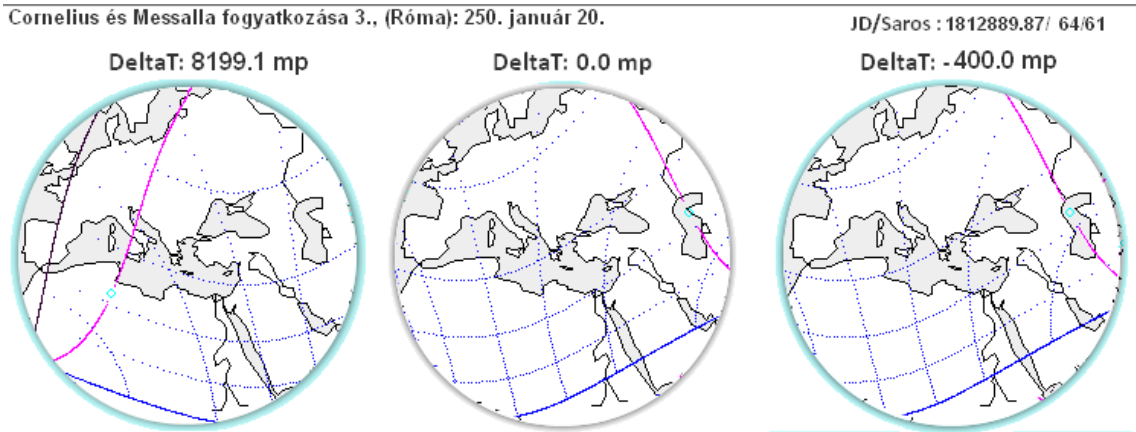 Cornelius és Messalla fogyatkozása 3., (Róma): 250. január 20.
JD/Saros : 1812889.87/ 64/61
DeltaT: 8199.1 mp
DeltaT: 0.0 mp
DeltaT: -400.0 mp